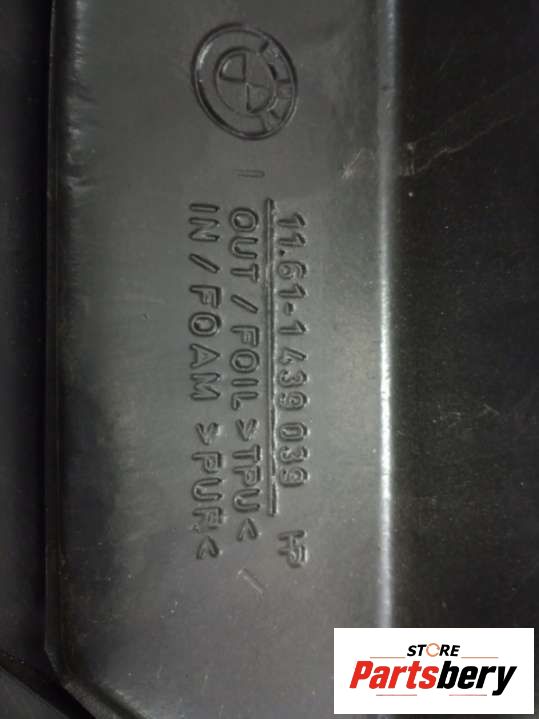 11.61-1 439 039 HP
OUT / FOIL >TPU<
IN / FOAM >PUR<
STORE
Partsbery